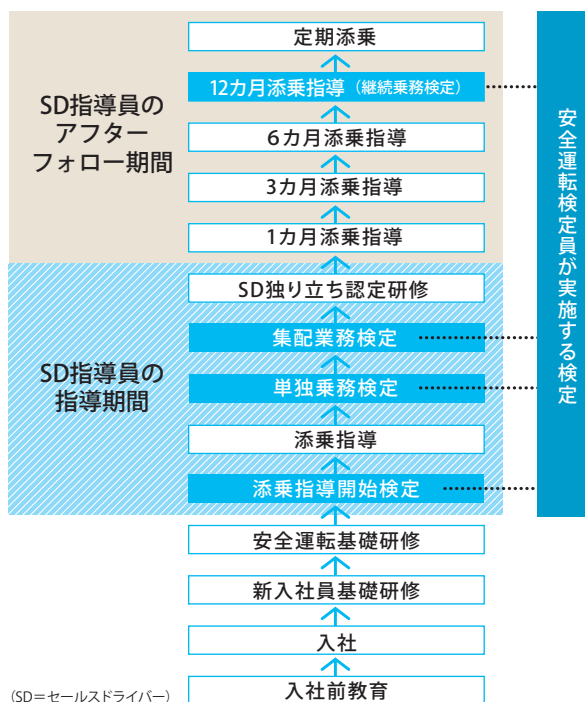 定期添乗
12カ月添乗指導（継続乗務検定）
6カ月添乗指導
3カ月添乗指導
1カ月添乗指導
SD指導員の
アフター
フォロー期間
SD独り立ち認定研修
集配業務検定
単独乗務検定
添乗指導
添乗指導開始検定
SD指導員の
指導期間
安全運転検定員が実施する検定
安全運転基礎研修
新入社員基礎研修
入社
入社前教育
（SD＝セールスドライバー）